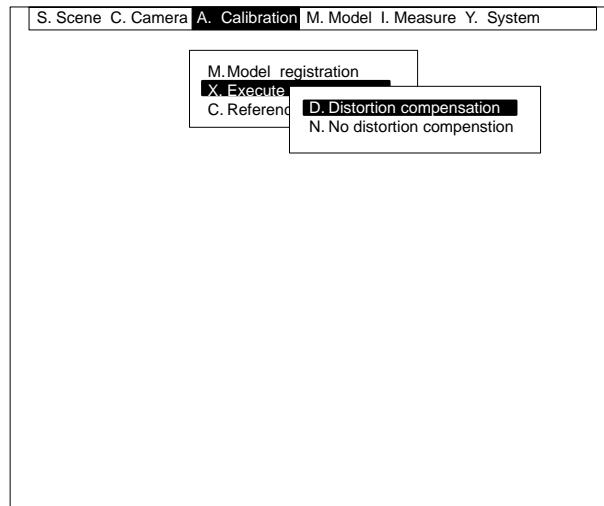 S. Scene C. Camera A. Calibration M. Model I. Measure Y. System
M. Model registration
X. Execute
C. Referenc
D. Distortion compensation
N. No distortion compenstion